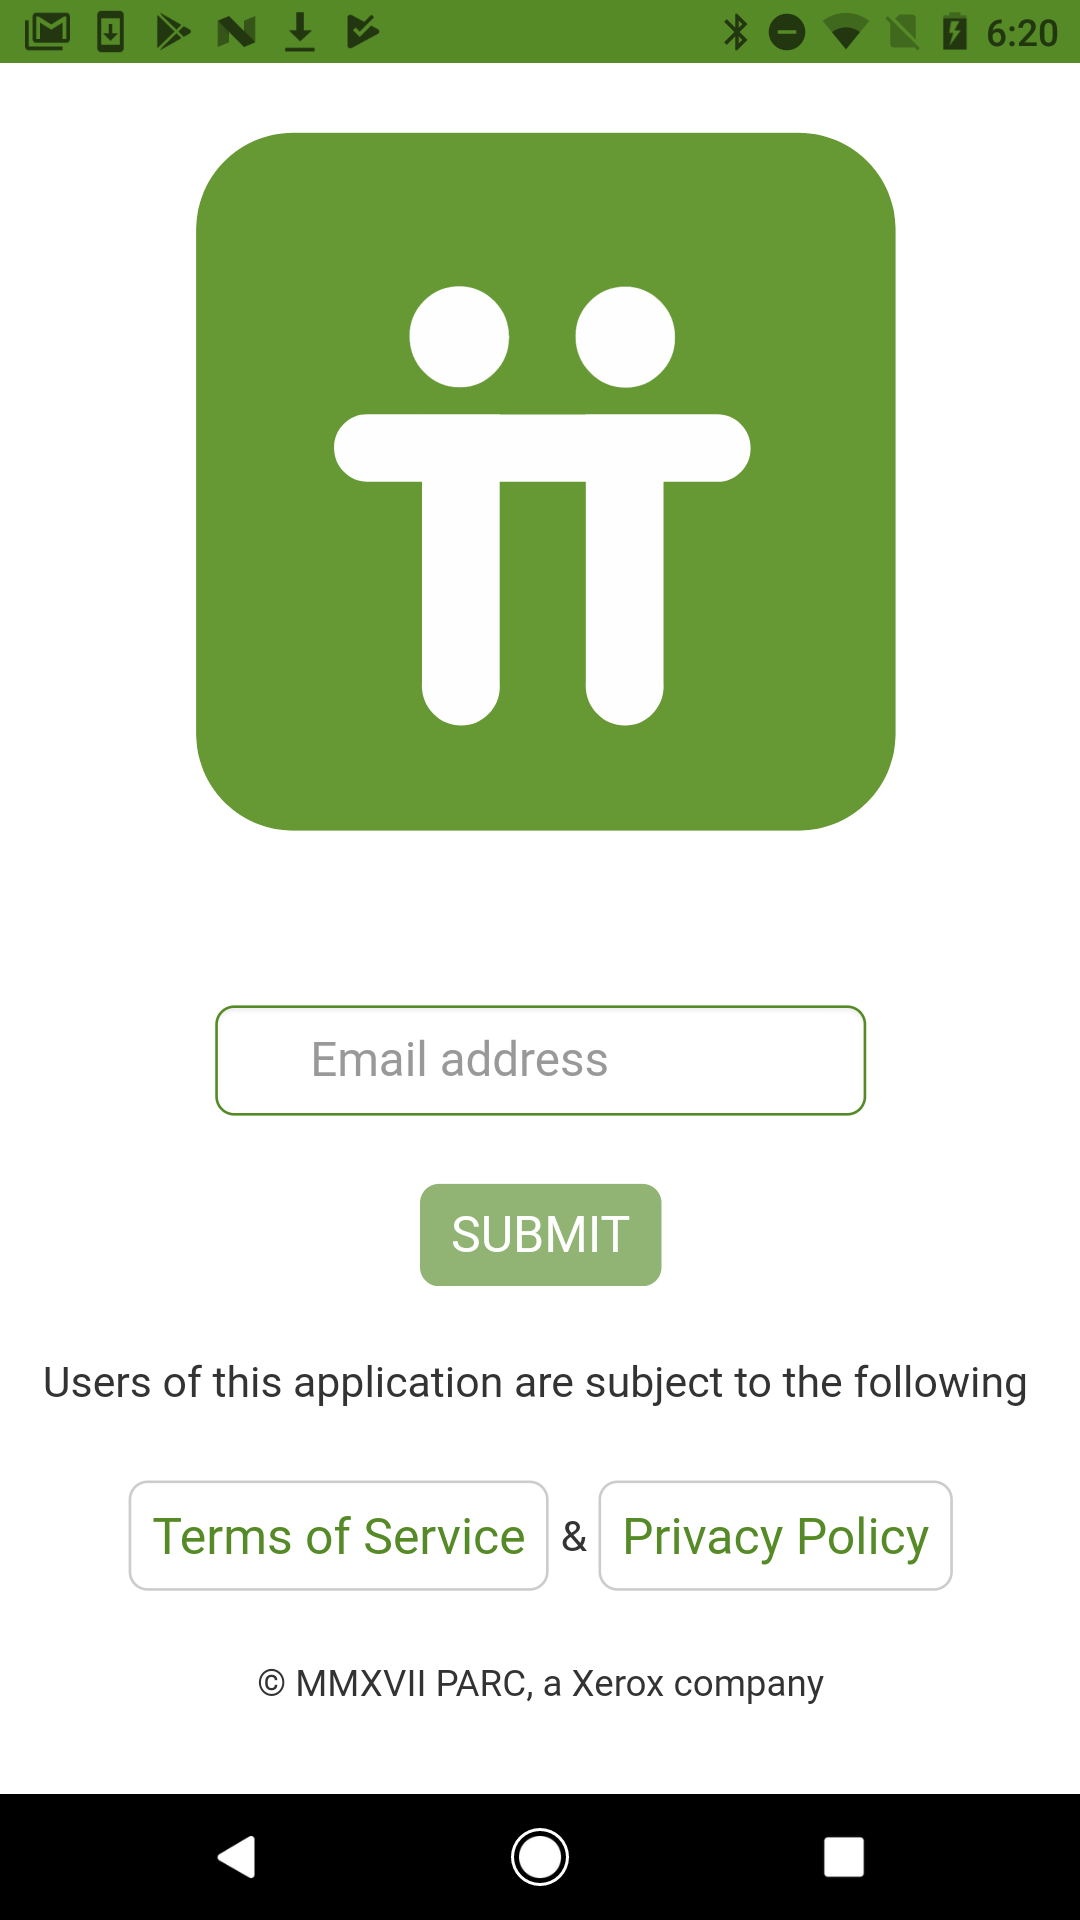 6:20
Email address
SUBMIT
Users of this application are subject to the following
Terms of Service & Privacy Policy
© MMXVII PARC, a Xerox company